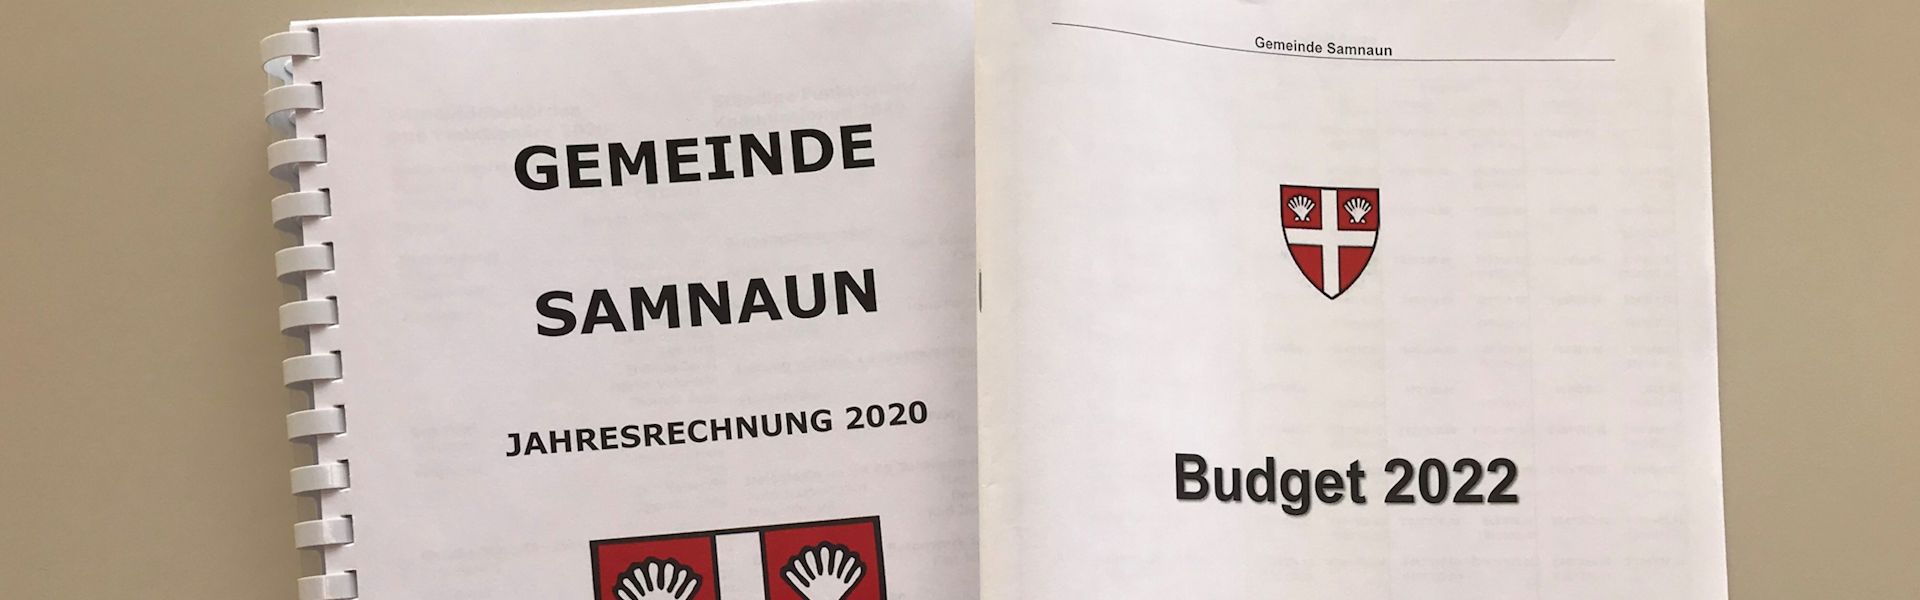 GEMEINDE
SAMNAUN
JAHRESRECHNUNG 2020
Gemeinde Samnaun
Budget 2022